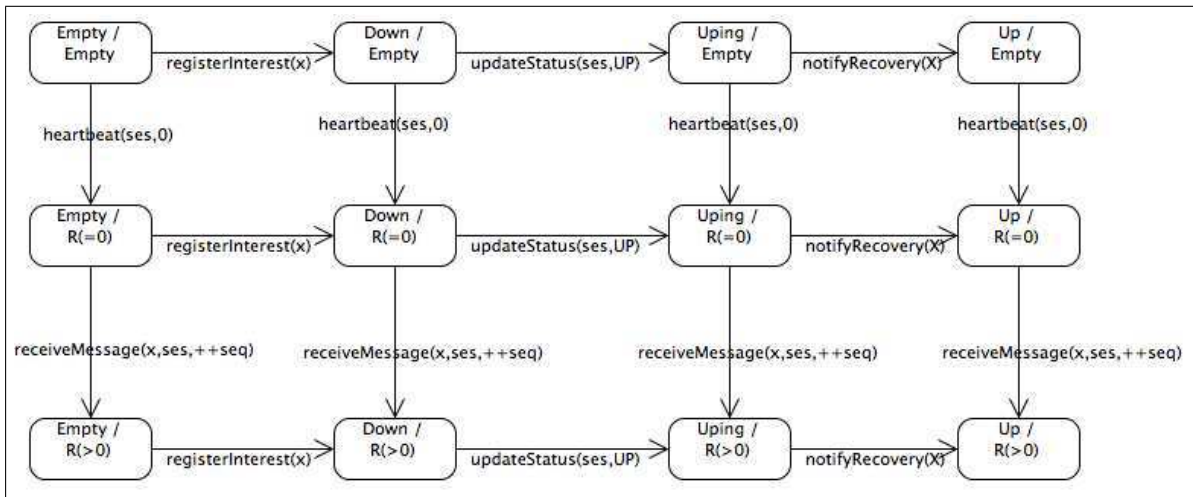 Empty /
Empty
Down /
Empty
Uping /
Empty
Up /
Empty
registerInterest(x)
updateStatus(ses,UP)
notifyRecovery(X)
heartbeat(ses,0)
heartbeat(ses,0)
heartbeat(ses,0)
heartbeat(ses,0)
Empty /
R(=0)
Down /
R(=0)
Uping /
R(=0)
Up /
R(=0)
registerInterest(x)
updateStatus(ses,UP)
notifyRecovery(X)
receiveMessage(x,ses,++seq)
receiveMessage(x,ses,++seq)
receiveMessage(x,ses,++seq)
receiveMessage(x,ses,++seq)
Empty /
R(>0)
Down /
R(>0)
Uping /
R(>0)
Up /
R(>0)
registerInterest(x)
updateStatus(ses,UP)
notifyRecovery(X)